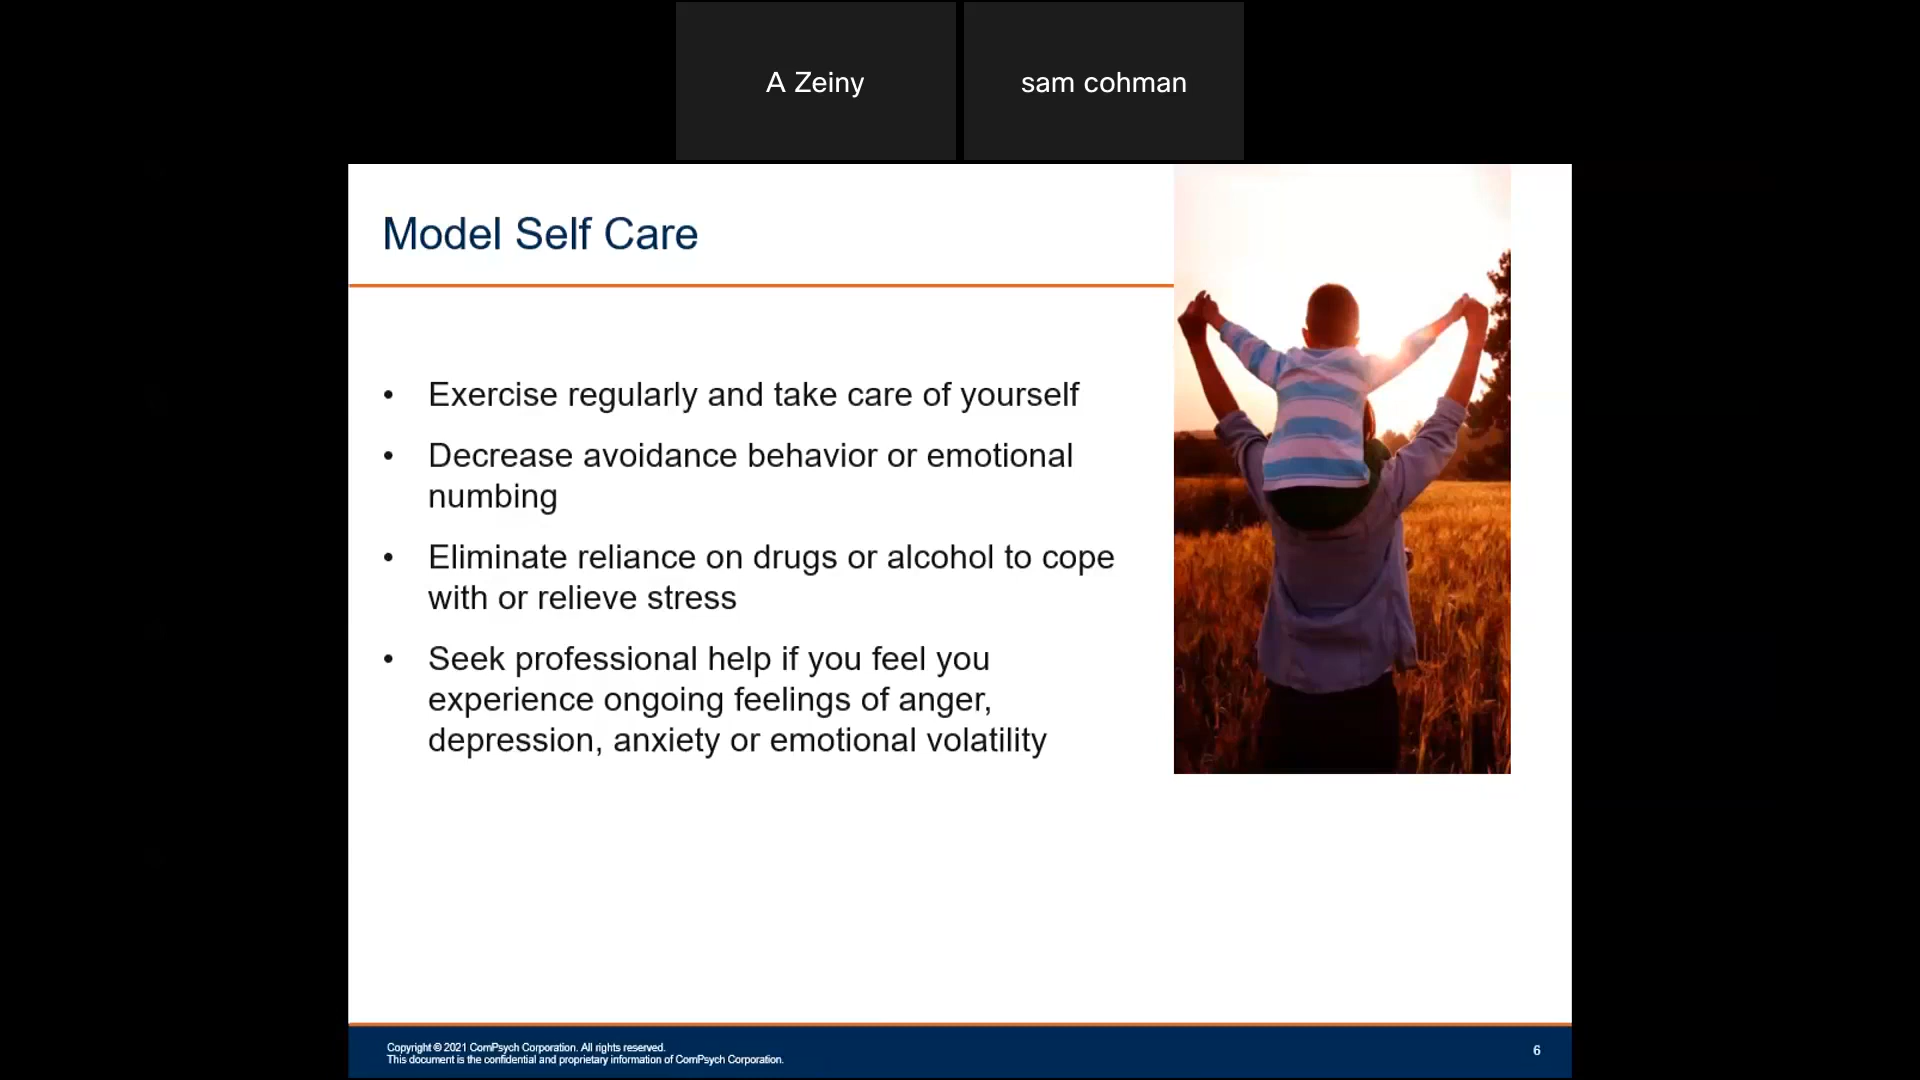 A Zeiny
sam cohman
Model Self Care
• Exercise regularly and take care of yourself
• Decrease avoidance behavior or emotional
numbing
• Eliminate reliance on drugs or alcohol to cope
with or relieve stress
• Seek professional help if you feel you
experience ongoing feelings of anger,
depression, anxiety or emotional volatility
Copyright © 2021 ComPsych Corporation. All rights reserved.
This document is the confidential and proprietary information of ComPsych Corporation.
6